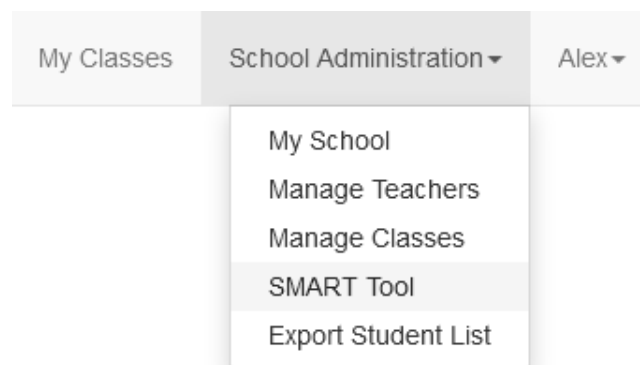 My Classes School Administration Alex
My School
Manage Teachers
Manage Classes
SMART Tool
Export Student List